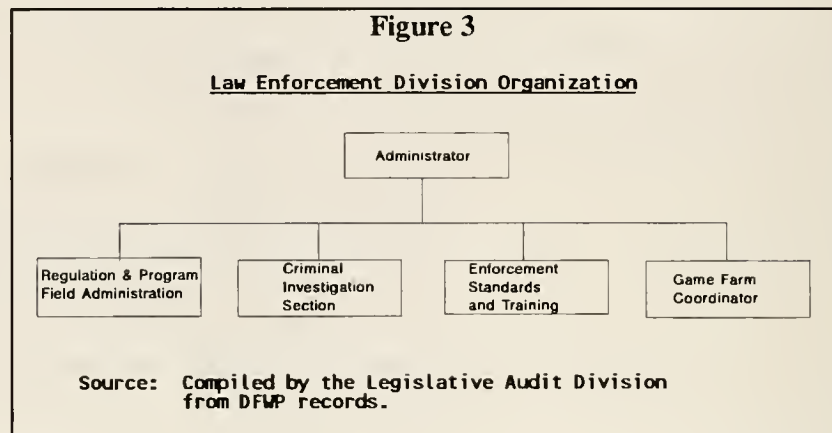 Figure 3
Law Enforcement Division Organization
Administrator
Regulation & Program
Field Administration
Criminal
Investigation
Section
Enforcement
Standards
and Training
Game Farm
Coordinator
Source: Compiled by the Legislative Audit Division
from DFWP records.